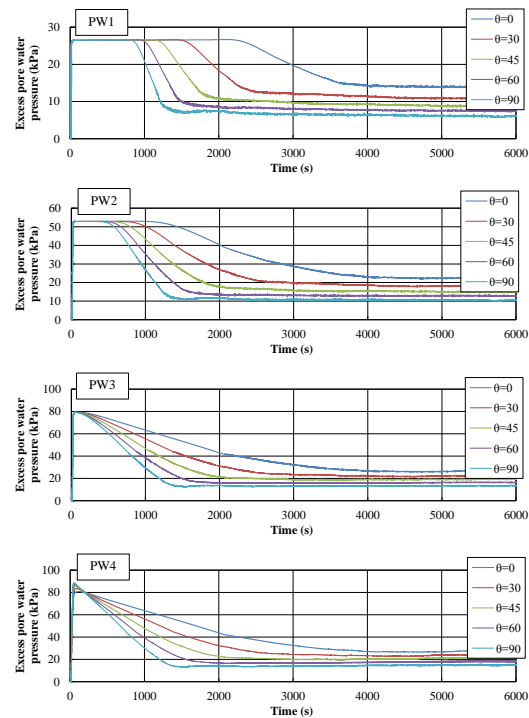 PW1
Excess pore water
pressure (kPa)
30
20
10
0
0 1000 2000 3000 4000 5000 6000
Time (s)
θ=0
θ=30
θ=45
θ=60
θ=90
PW2
Excess pore water
pressure (kPa)
60
50
40
30
20
10
0
0 1000 2000 3000 4000 5000 6000
Time (s)
θ=0
θ=30
θ=45
θ=60
θ=90
PW3
Excess pore water
pressure (kPa)
100
80
60
40
20
0
0 1000 2000 3000 4000 5000 6000
Time (s)
θ=0
θ=30
θ=45
θ=60
θ=90
PW4
Excess pore water
pressure (kPa)
100
80
60
40
20
0
0 1000 2000 3000 4000 5000 6000
Time (s)
θ=0
θ=30
θ=45
θ=60
θ=90